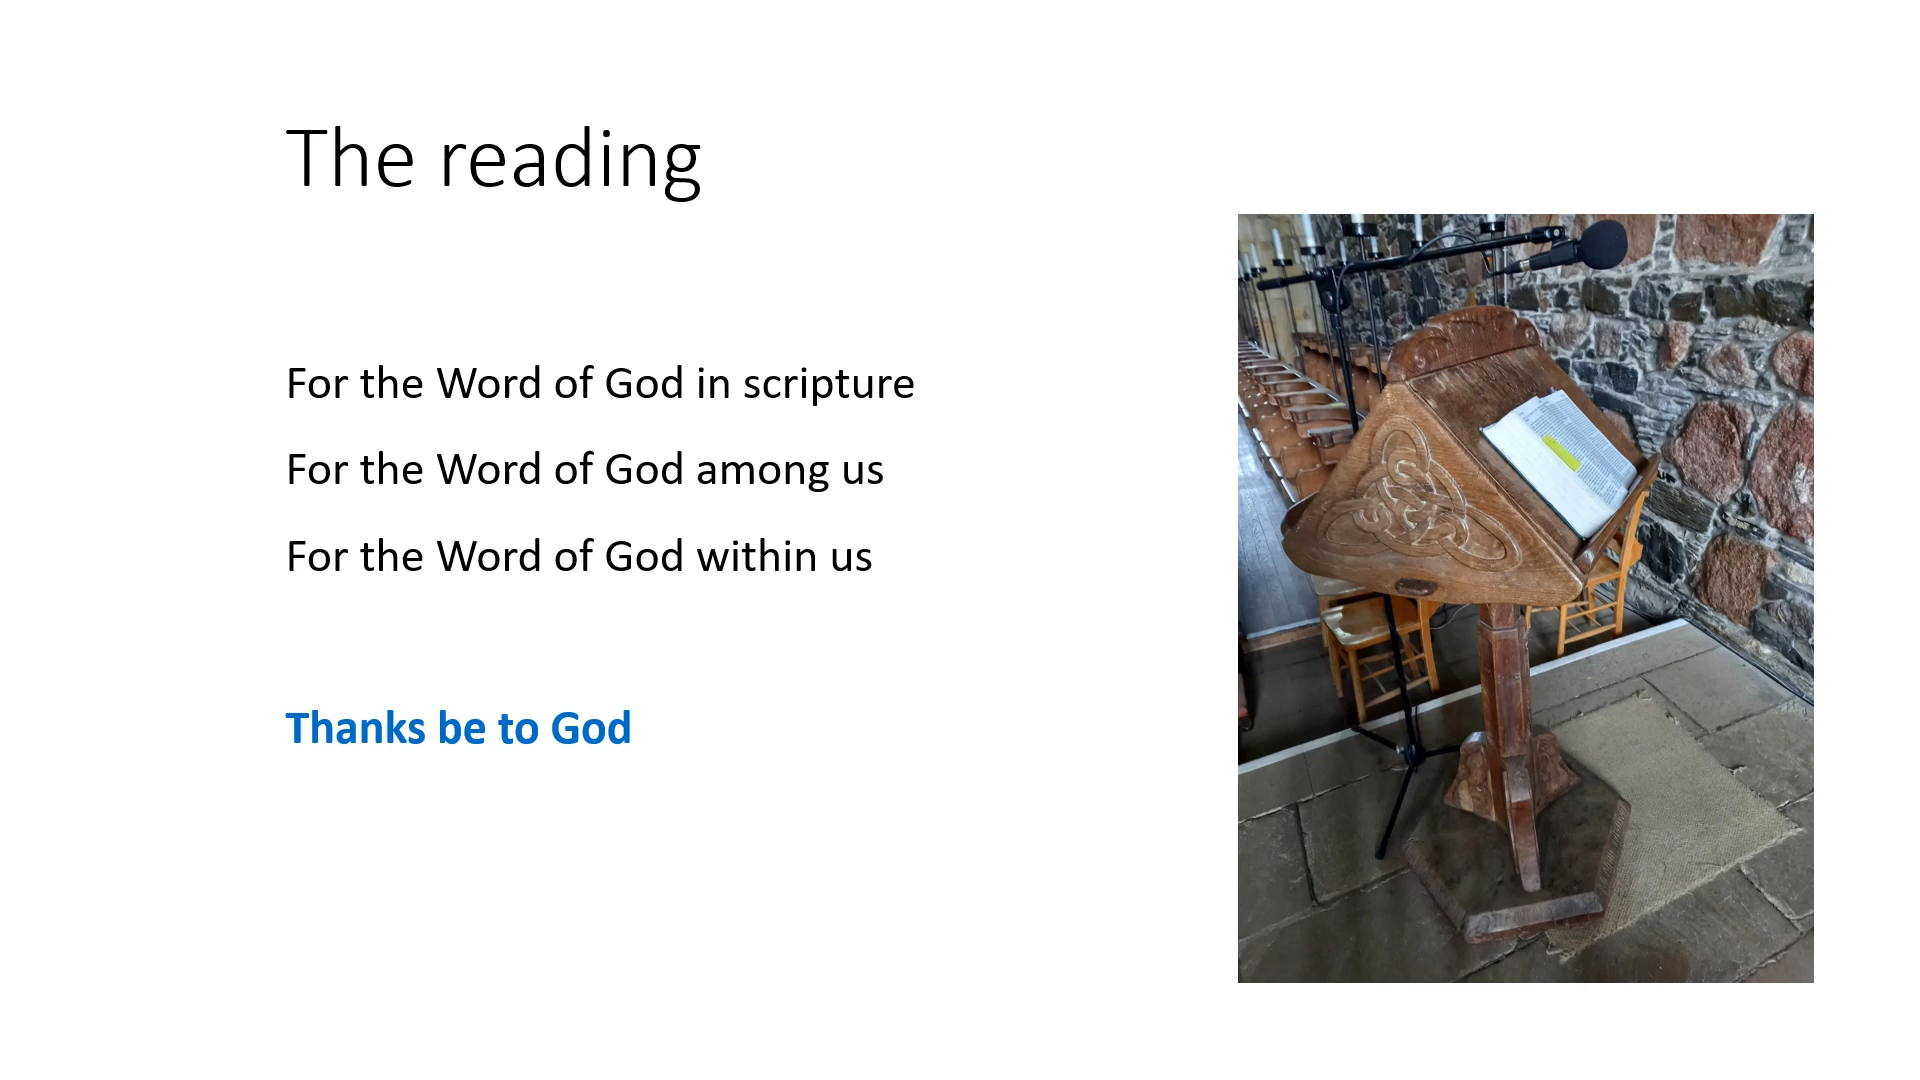 The reading
For the Word of God in scripture
For the Word of God among us
For the Word of God within us
Thanks be to God